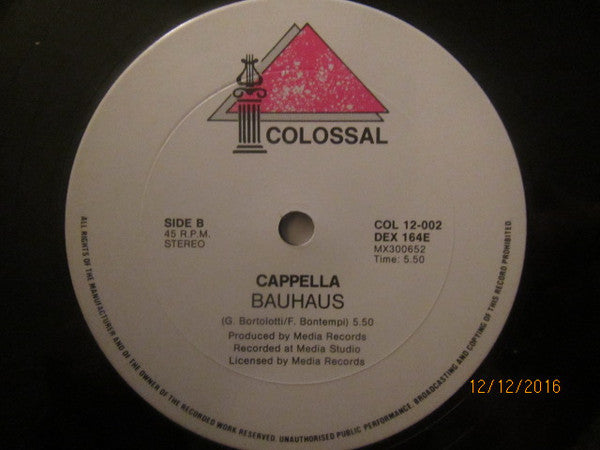 COLOSSAL
SIDE B
45 R.P.M.
STEREO
COL 12-002
DEX 164E
MX300652
Time: 5.50
CAPPELLA
BAUHAUS
(G. Bortolotti/F. Bontempi) 5.50
Produced by Media Records
Recorded at Media Studio
Licensed by Media Records
ALL RIGHTS OF THE MANUFACTURER AND OF THE OWNER OF THE RECORDED WORK RESERVED. UNAUTHORISED PUBLIC PERFORMANCE. BROADCASTING AND COPYING OF THIS RECORD PROHIBITED.
12/12/2016